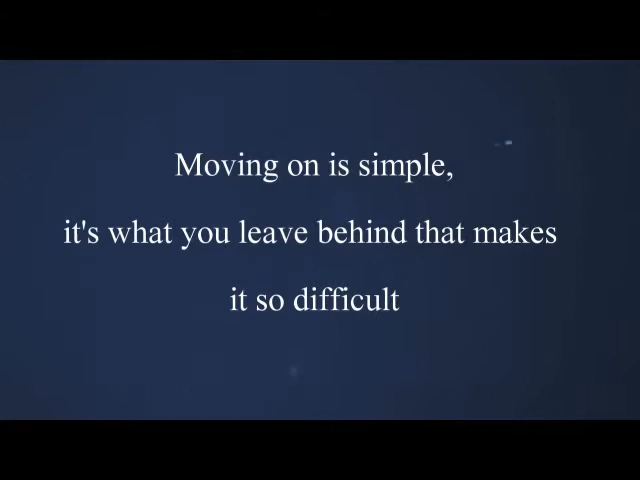 Moving on is simple,
it's what you leave behind that makes
it so difficult